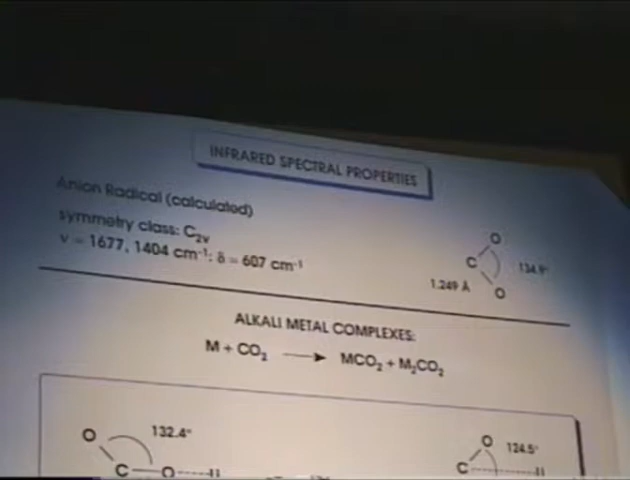 INFRARED SPECTRAL PROPERTIES
Anion Radical (calculated)
symmetry class: C₂ᵥ
ν = 1677, 1404 cm⁻¹; δ = 607 cm⁻¹
O
C
134.9°
1.249 Å
O
ALKALI METAL COMPLEXES:
M + CO₂ → MCO₂ + M₂CO₂
O 132.4°
C O
O 124.5°
C